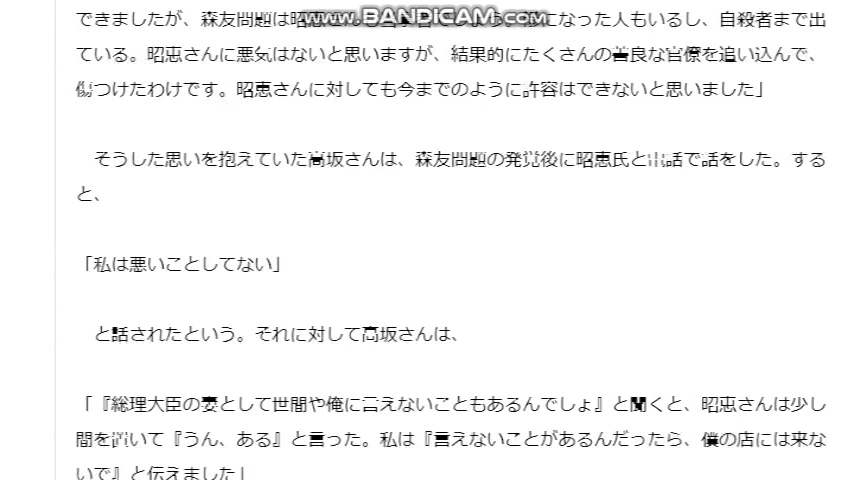 www.BANDICAM.com
できましたが、森友問題は昭恵さんも になった人もいるし、自殺者まで出
ている。昭恵さんに悪気はないと思いますが、結果的にたくさんの善良な官僚を追い込んで、
傷つけたわけです。昭恵さんに対しても今までのように許容はできないと思いました」
そうした思いを抱えていた高坂さんは、森友問題の発覚後に昭恵氏と電話で話をした。する
と、
「私は悪いことしてない」
と話されたという。それに対して高坂さんは、
「『総理大臣の妻として世間や俺に言えないこともあるんでしょ』と聞くと、昭恵さんは少し
間を置いて『うん、ある』と言った。私は『言えないことがあるんだったら、僕の店には来な
いで』と伝えました」